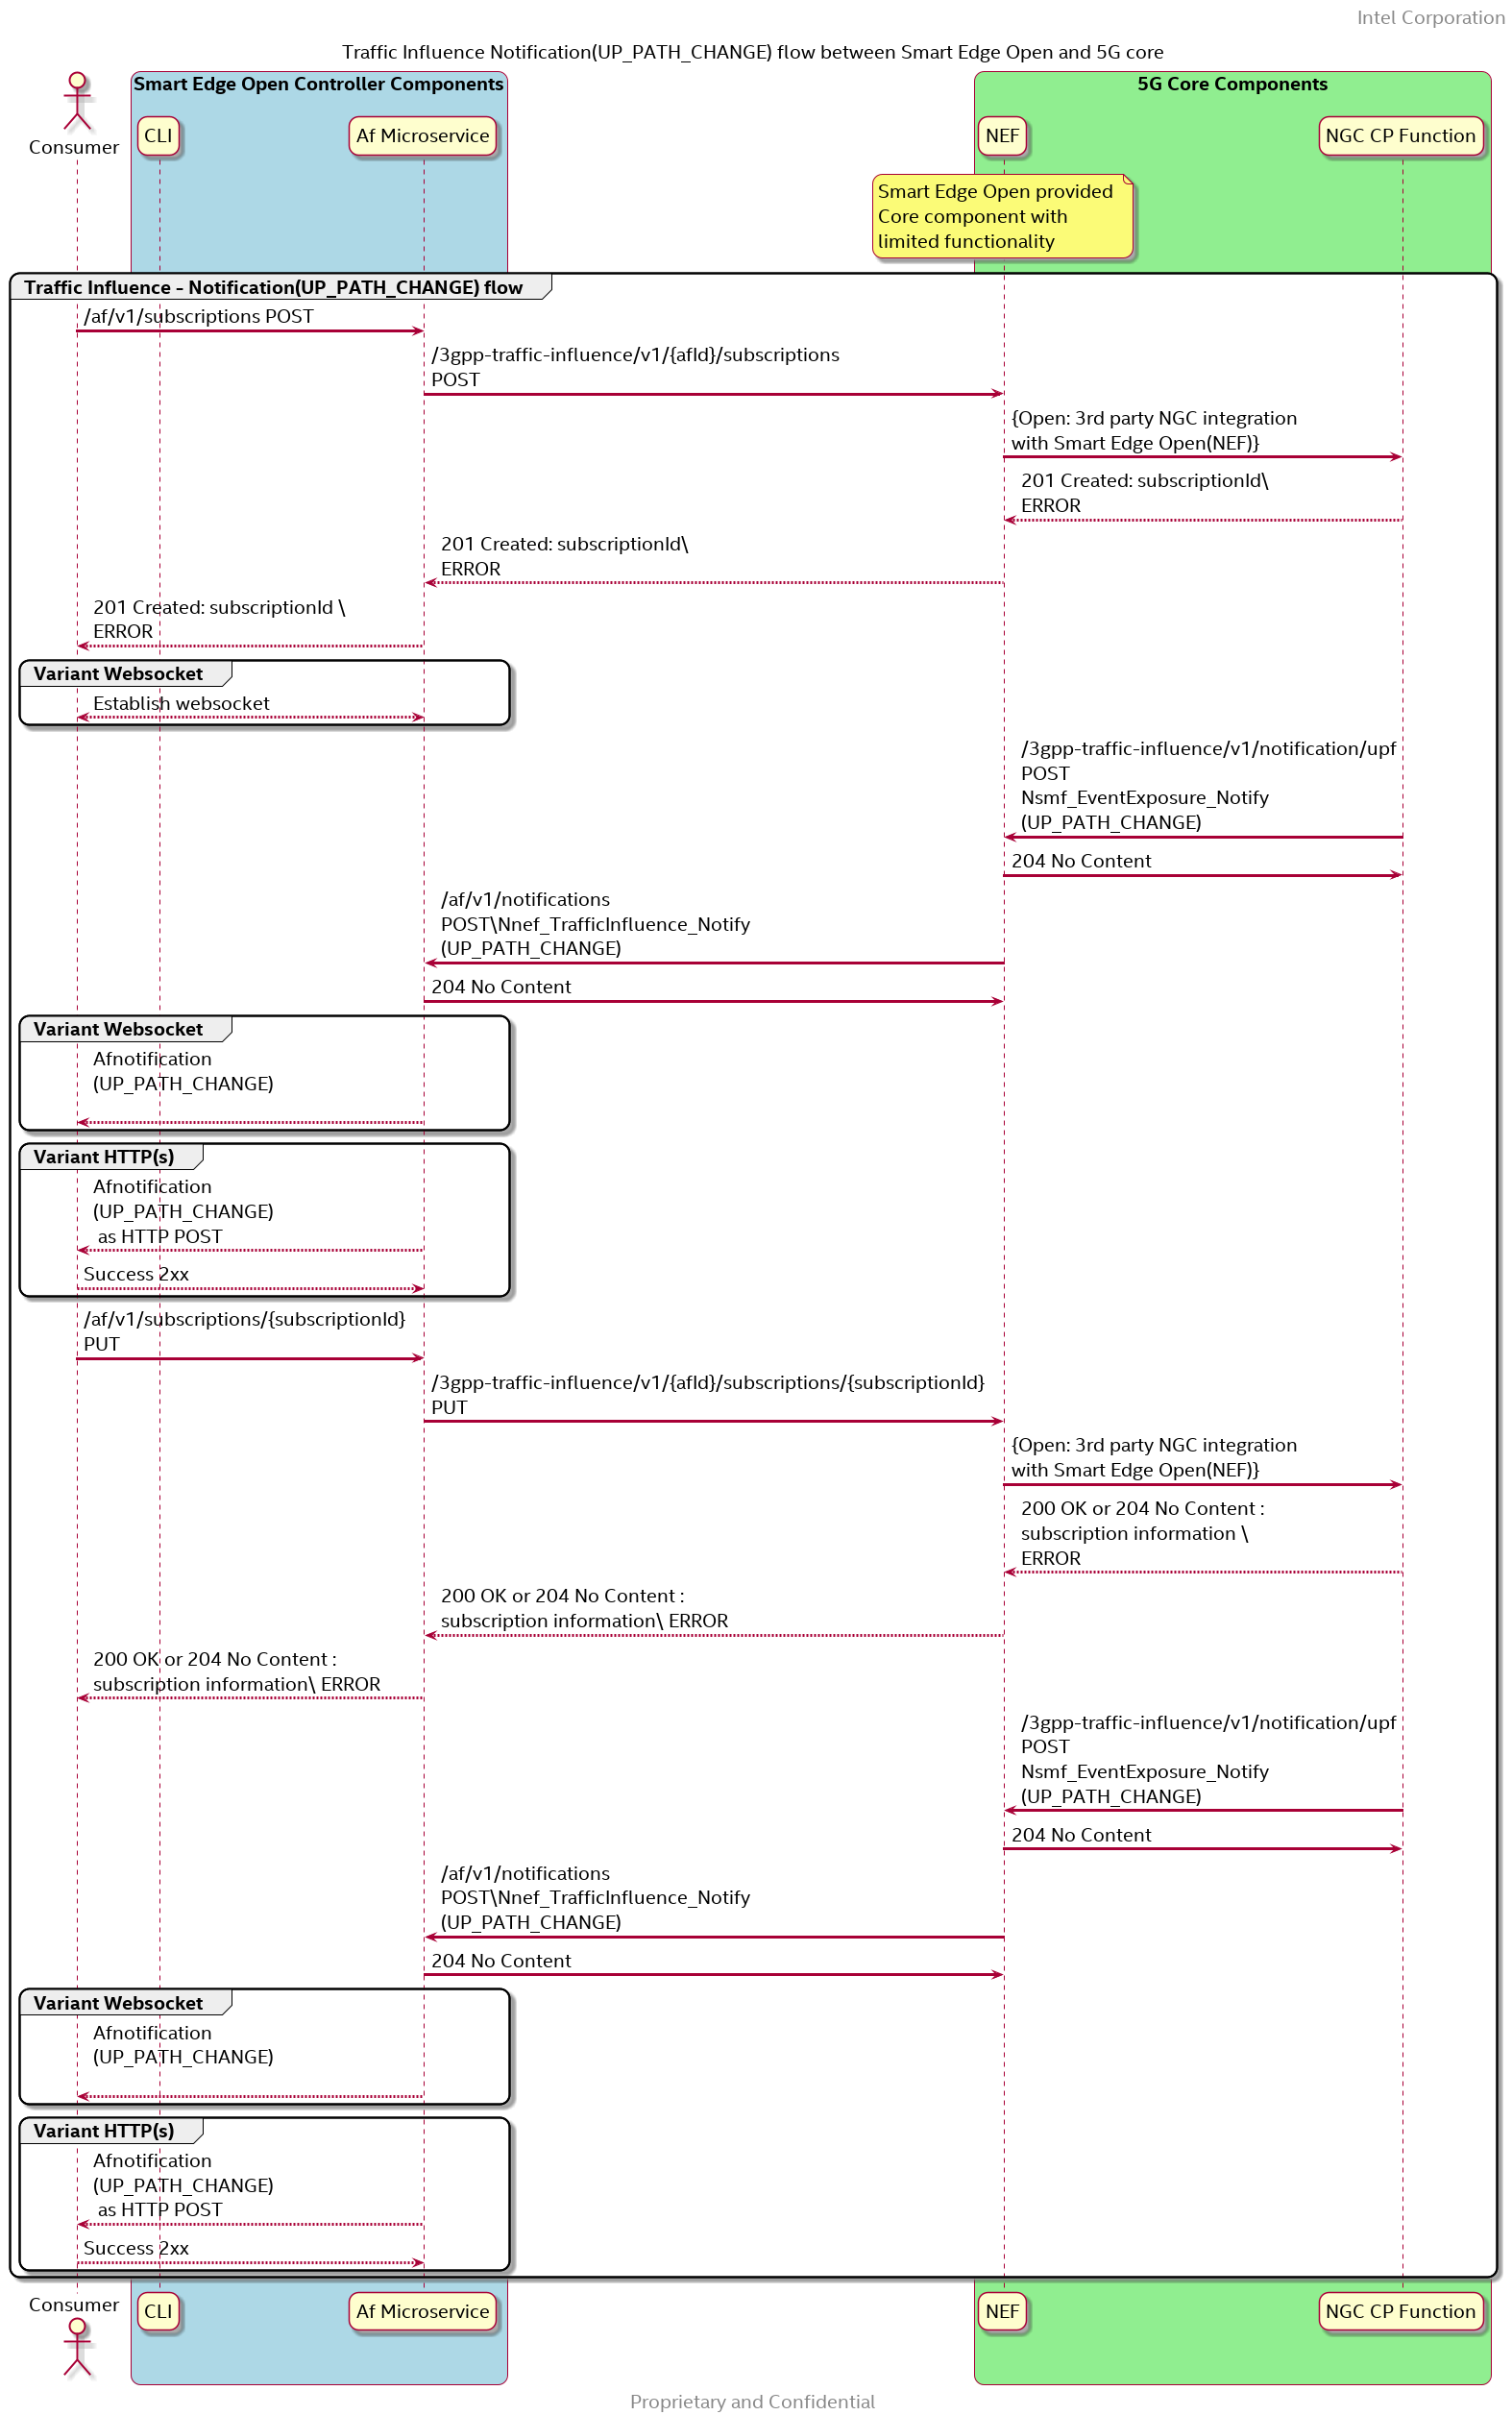 Intel Corporation
Traffic Influence Notification(UP_PATH_CHANGE) flow between Smart Edge Open and 5G core
Smart Edge Open Controller Components
5G Core Components
Consumer
CLI
Af Microservice
NEF
NGC CP Function
Smart Edge Open provided
Core component with
limited functionality
Traffic Influence - Notification(UP_PATH_CHANGE) flow
/af/v1/subscriptions POST
/3gpp-traffic-influence/v1/{afId}/subscriptions
POST
{Open: 3rd party NGC integration
with Smart Edge Open(NEF)}
201 Created: subscriptionId\
ERROR
201 Created: subscriptionId\
ERROR
201 Created: subscriptionId \
ERROR
Variant Websocket
Establish websocket
/3gpp-traffic-influence/v1/notification/upf
POST
Nsmf_EventExposure_Notify
(UP_PATH_CHANGE)
204 No Content
/af/v1/notifications
POST\Nnef_TrafficInfluence_Notify
(UP_PATH_CHANGE)
204 No Content
Variant Websocket
Afnotification
(UP_PATH_CHANGE)
Variant HTTP(s)
Afnotification
(UP_PATH_CHANGE)
as HTTP POST
Success 2xx
/af/v1/subscriptions/{subscriptionId}
PUT
/3gpp-traffic-influence/v1/{afId}/subscriptions/{subscriptionId}
PUT
{Open: 3rd party NGC integration
with Smart Edge Open(NEF)}
200 OK or 204 No Content :
subscription information \
ERROR
200 OK or 204 No Content :
subscription information\ ERROR
200 OK or 204 No Content :
subscription information\ ERROR
/3gpp-traffic-influence/v1/notification/upf
POST
Nsmf_EventExposure_Notify
(UP_PATH_CHANGE)
204 No Content
/af/v1/notifications
POST\Nnef_TrafficInfluence_Notify
(UP_PATH_CHANGE)
204 No Content
Variant Websocket
Afnotification
(UP_PATH_CHANGE)
Variant HTTP(s)
Afnotification
(UP_PATH_CHANGE)
as HTTP POST
Success 2xx
Consumer
CLI
Af Microservice
NEF
NGC CP Function
Proprietary and Confidential